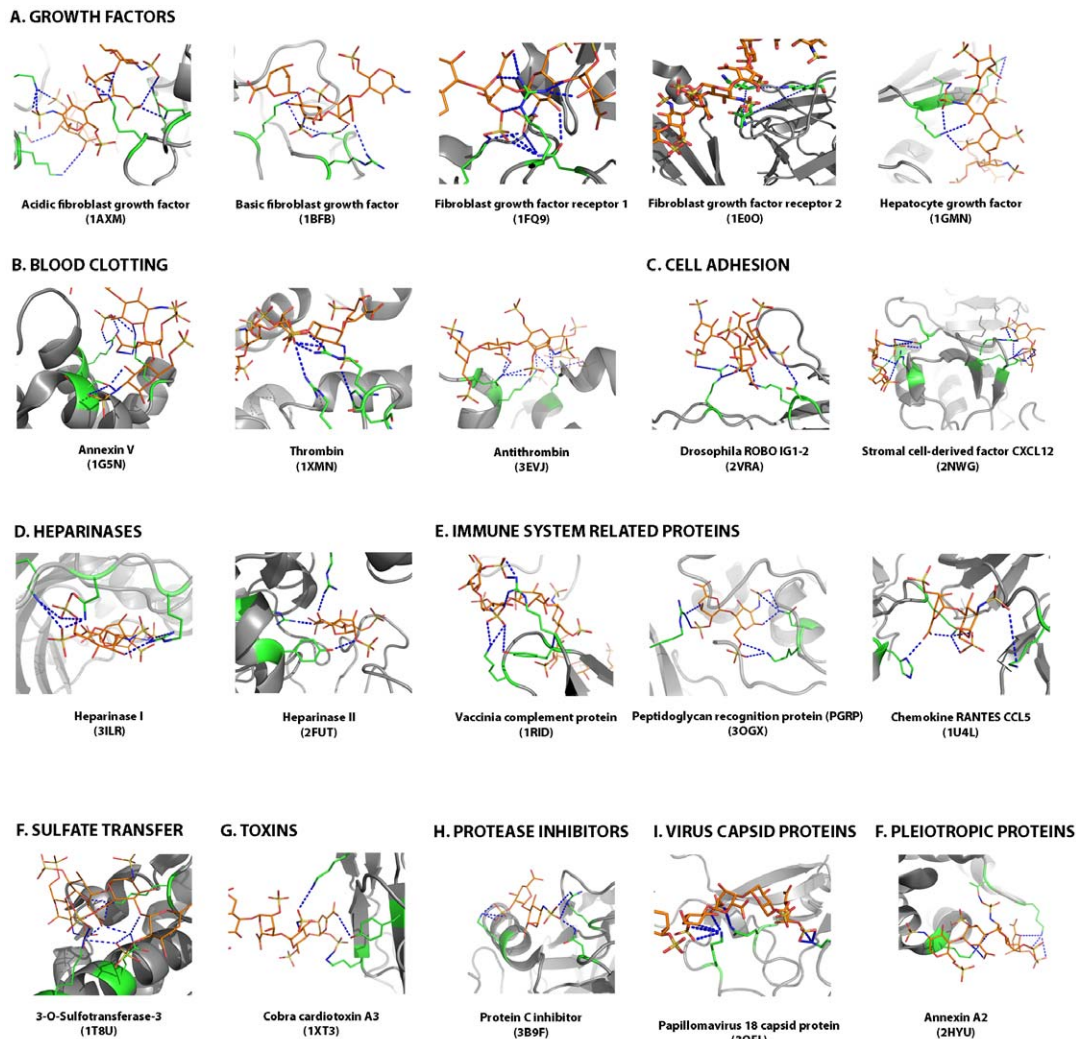 A. GROWTH FACTORS
Acidic fibroblast growth factor
(1AXM)
Basic fibroblast growth factor
(1BFB)
Fibroblast growth factor receptor 1
(1FQ9)
Fibroblast growth factor receptor 2
(1E0O)
Hepatocyte growth factor
(1GMN)
B. BLOOD CLOTTING
Annexin V
(1G5N)
Thrombin
(1XMN)
Antithrombin
(3EVJ)
C. CELL ADHESION
Drosophila ROBO IG1-2
(2VRA)
Stromal cell-derived factor CXCL12
(2NWG)
D. HEPARINASES
Heparinase I
(3ILR)
Heparinase II
(2FUT)
E. IMMUNE SYSTEM RELATED PROTEINS
Vaccinia complement protein
(1RID)
Peptidoglycan recognition protein (PGRP)
(3OGX)
Chemokine RANTES CCL5
(1U4L)
F. SULFATE TRANSFER
3-O-Sulfotransferase-3
(1T8U)
G. TOXINS
Cobra cardiotoxin A3
(1XT3)
H. PROTEASE INHIBITORS
Protein C inhibitor
(3B9F)
I. VIRUS CAPSID PROTEINS
Papillomavirus 18 capsid protein
F. PLEIOTROPIC PROTEINS
Annexin A2
(2HYU)